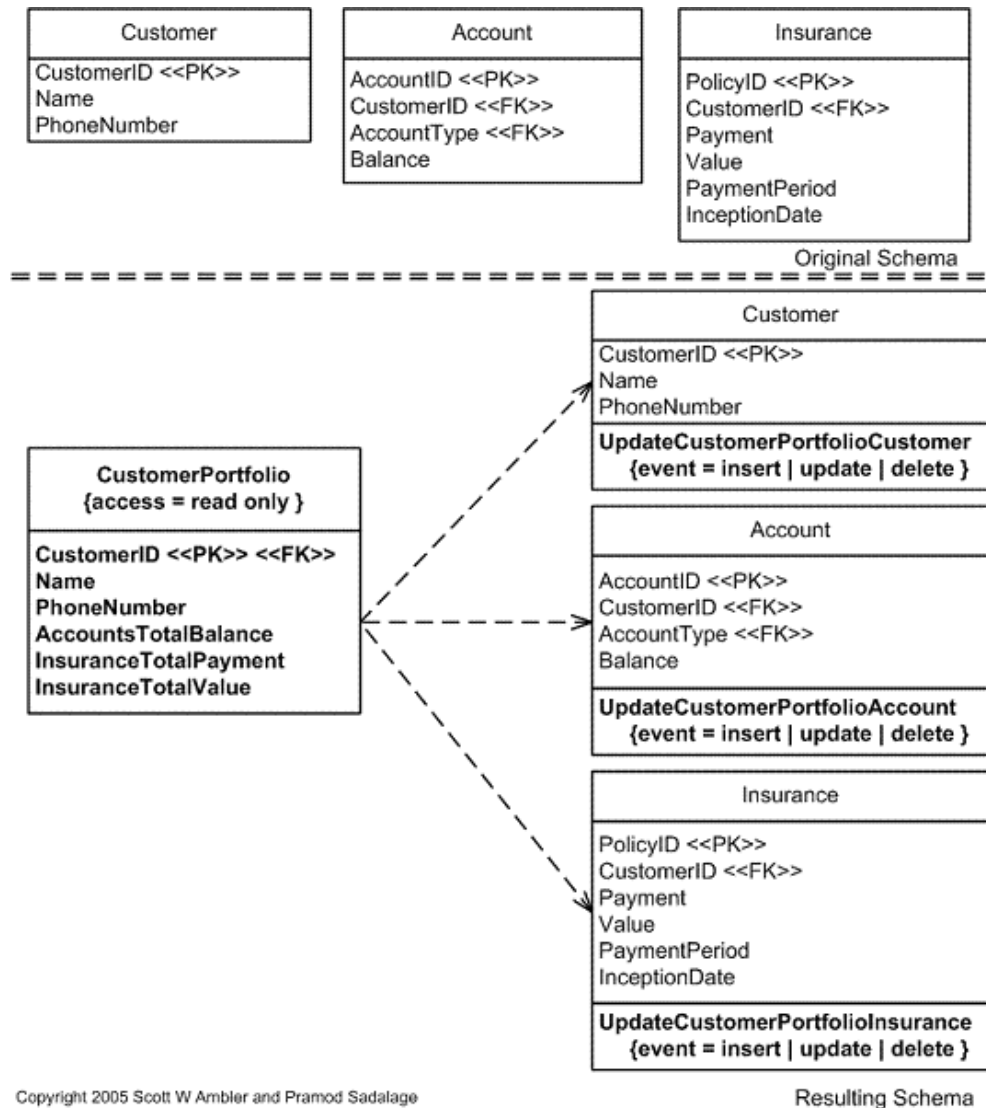 Customer
CustomerID <<PK>>
Name
PhoneNumber
Account
AccountID <<PK>>
CustomerID <<FK>>
AccountType <<FK>>
Balance
Insurance
PolicyID <<PK>>
CustomerID <<FK>>
Payment
Value
PaymentPeriod
InceptionDate
Original Schema
CustomerPortfolio
{access = read only }
CustomerID <<PK>> <<FK>>
Name
PhoneNumber
AccountsTotalBalance
InsuranceTotalPayment
InsuranceTotalValue
Customer
CustomerID <<PK>>
Name
PhoneNumber
UpdateCustomerPortfolioCustomer
{event = insert | update | delete }
Account
AccountID <<PK>>
CustomerID <<FK>>
AccountType <<FK>>
Balance
UpdateCustomerPortfolioAccount
{event = insert | update | delete }
Insurance
PolicyID <<PK>>
CustomerID <<FK>>
Payment
Value
PaymentPeriod
InceptionDate
UpdateCustomerPortfolioInsurance
{event = insert | update | delete }
Copyright 2005 Scott W Ambler and Pramod Sadalage
Resulting Schema